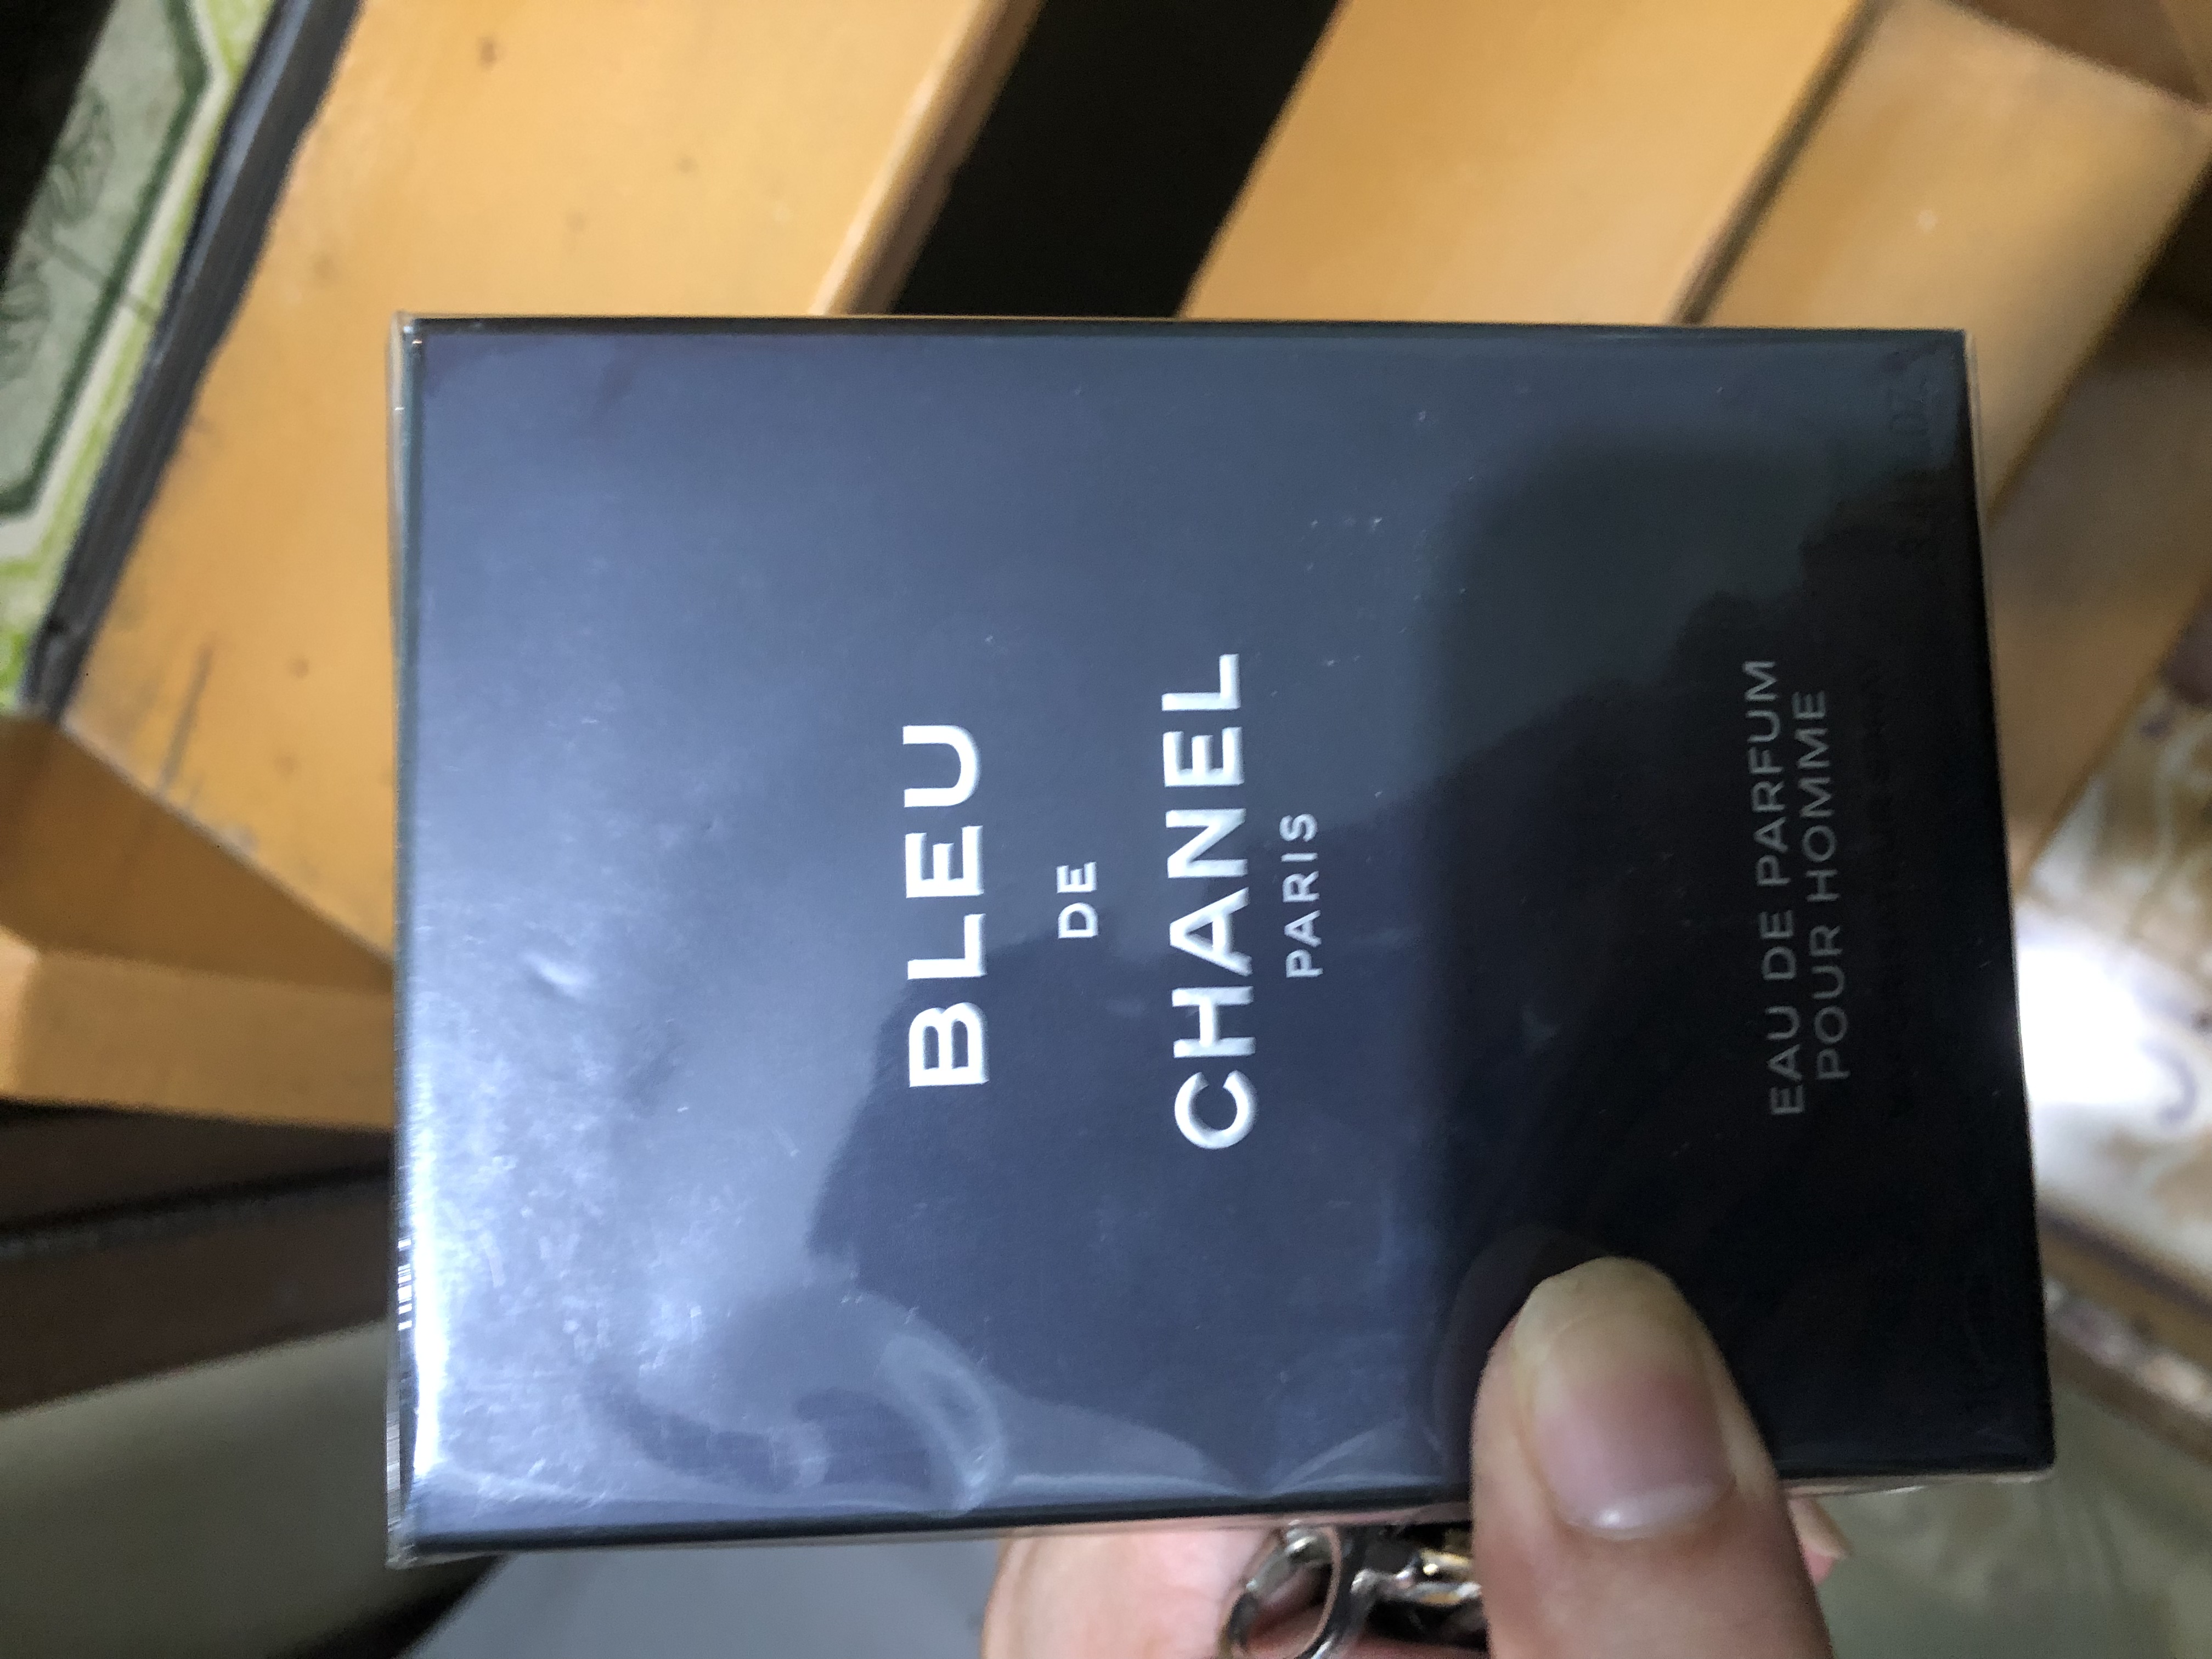 BLEU
DE
CHANEL
PARIS
EAU DE PARFUM
POUR HOMME